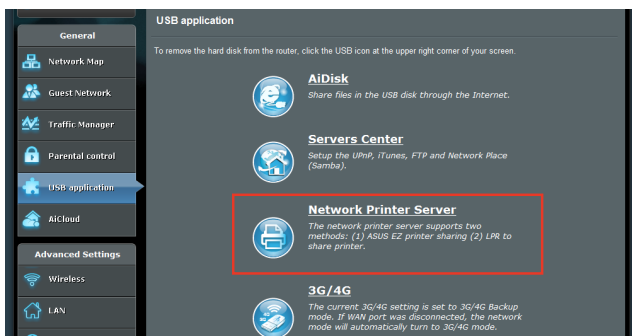 General
Network Map
Guest Network
Traffic Manager
Parental control
USB application
AiCloud
Advanced Settings
Wireless
LAN
USB application
To remove the hard disk from the router, click the USB icon at the upper right corner of your screen.
AiDisk
Share files in the USB disk through the Internet.
Servers Center
Setup the UPnP, iTunes, FTP and Network Place
(Samba).
Network Printer Server
The network printer server supports two
methods: (1) ASUS EZ printer sharing (2) LPR to
share printer.
3G/4G
The current 3G/4G setting is set to 3G/4G Backup
mode. If WAN port was disconnected, the network
mode will automatically turn to 3G/4G mode.